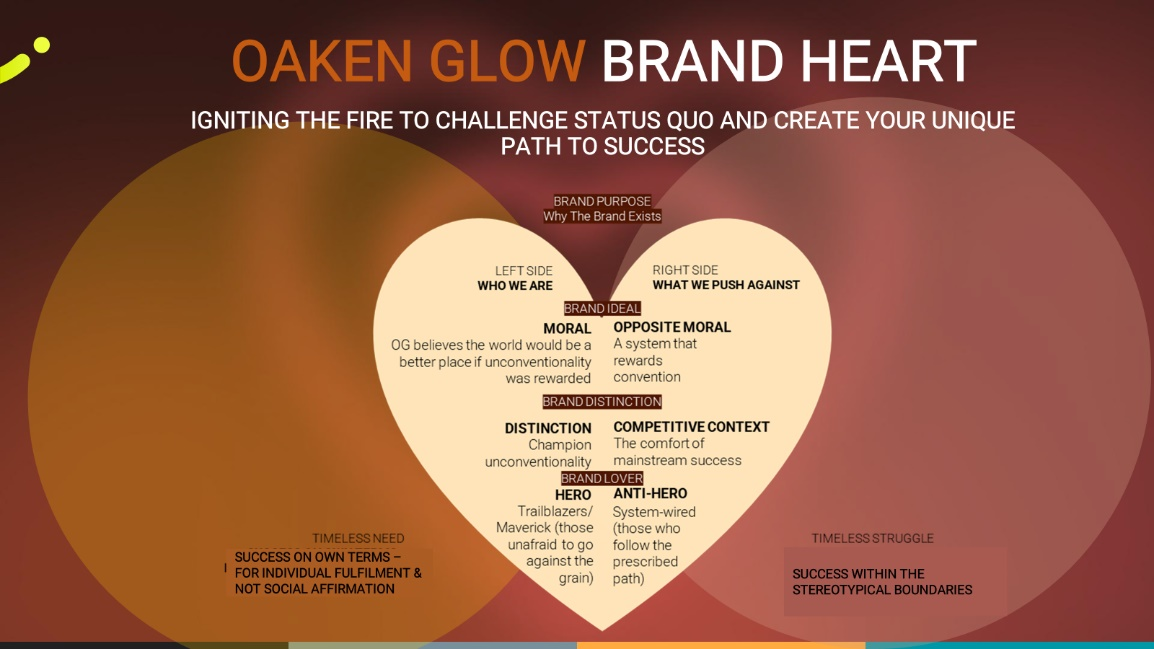 OAKEN GLOW BRAND HEART
IGNITING THE FIRE TO CHALLENGE STATUS QUO AND CREATE YOUR UNIQUE
PATH TO SUCCESS
BRAND PURPOSE
Why The Brand Exists
LEFT SIDE
WHO WE ARE
RIGHT SIDE
WHAT WE PUSH AGAINST
BRAND IDEAL
MORAL
OG believes the world would be a
better place if unconventionality
was rewarded
OPPOSITE MORAL
A system that
rewards
convention
BRAND DISTINCTION
DISTINCTION
Champion
unconventionality
COMPETITIVE CONTEXT
The comfort of
mainstream success
BRAND LOVER
HERO
Trailblazers/
Maverick (those
unafraid to go
against the
grain)
ANTI-HERO
System-wired
(those who
follow the
prescribed
path)
TIMELESS NEED
SUCCESS ON OWN TERMS –
FOR INDIVIDUAL FULFILMENT &
NOT SOCIAL AFFIRMATION
TIMELESS STRUGGLE
SUCCESS WITHIN THE
STEREOTYPICAL BOUNDARIES